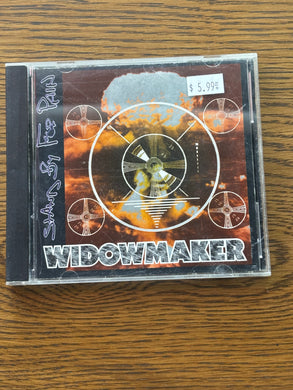 $ 5.99
Stand By For Pain
WIDOWMAKER